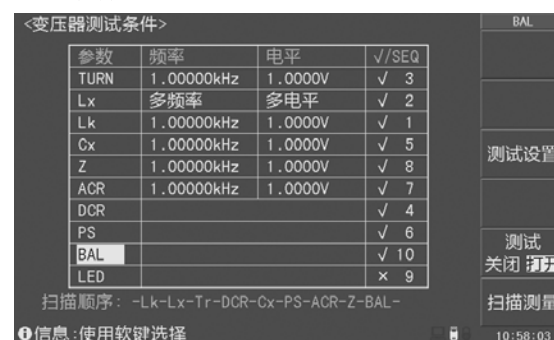 <变压器测试条件>
BAL
参数 频率 电平 √/SEQ
TURN 1.00000kHz 1.0000V √ 3
Lx 多频率 多电平 √ 2
Lk 1.00000kHz 1.0000V √ 1
Cx 1.00000kHz 1.0000V √ 5
Z 1.00000kHz 1.0000V √ 8
ACR 1.00000kHz 1.0000V √ 7
DCR √ 4
PS √ 6
BAL √ 10
LED × 9
测试设置
测试
关闭 打开
扫描测量
扫描顺序: -Lk-Lx-Tr-DCR-Cx-PS-ACR-Z-BAL-
信息:使用软键选择
10:58:03